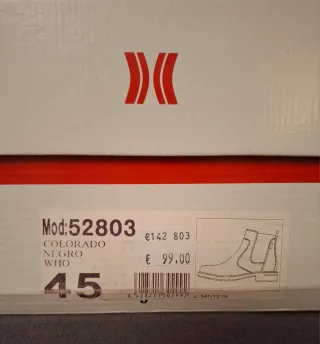 Mod:52803
COLORADO
NEGRO
WHO
€142 803
€ 99.00
45